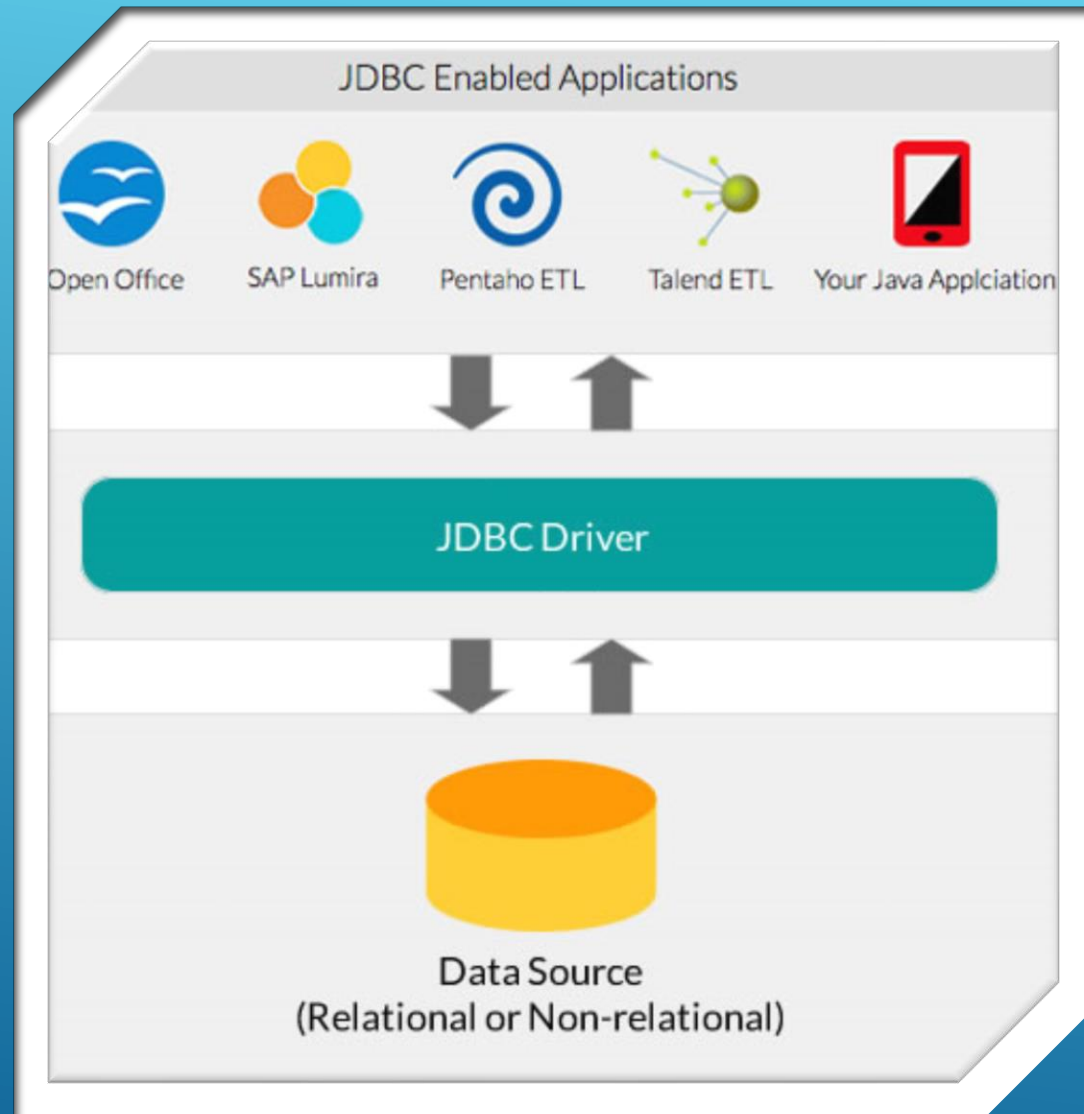 JDBC Enabled Applications
Open Office
SAP Lumira
Pentaho ETL
Talend ETL
Your Java Applciation
JDBC Driver
Data Source
(Relational or Non-relational)